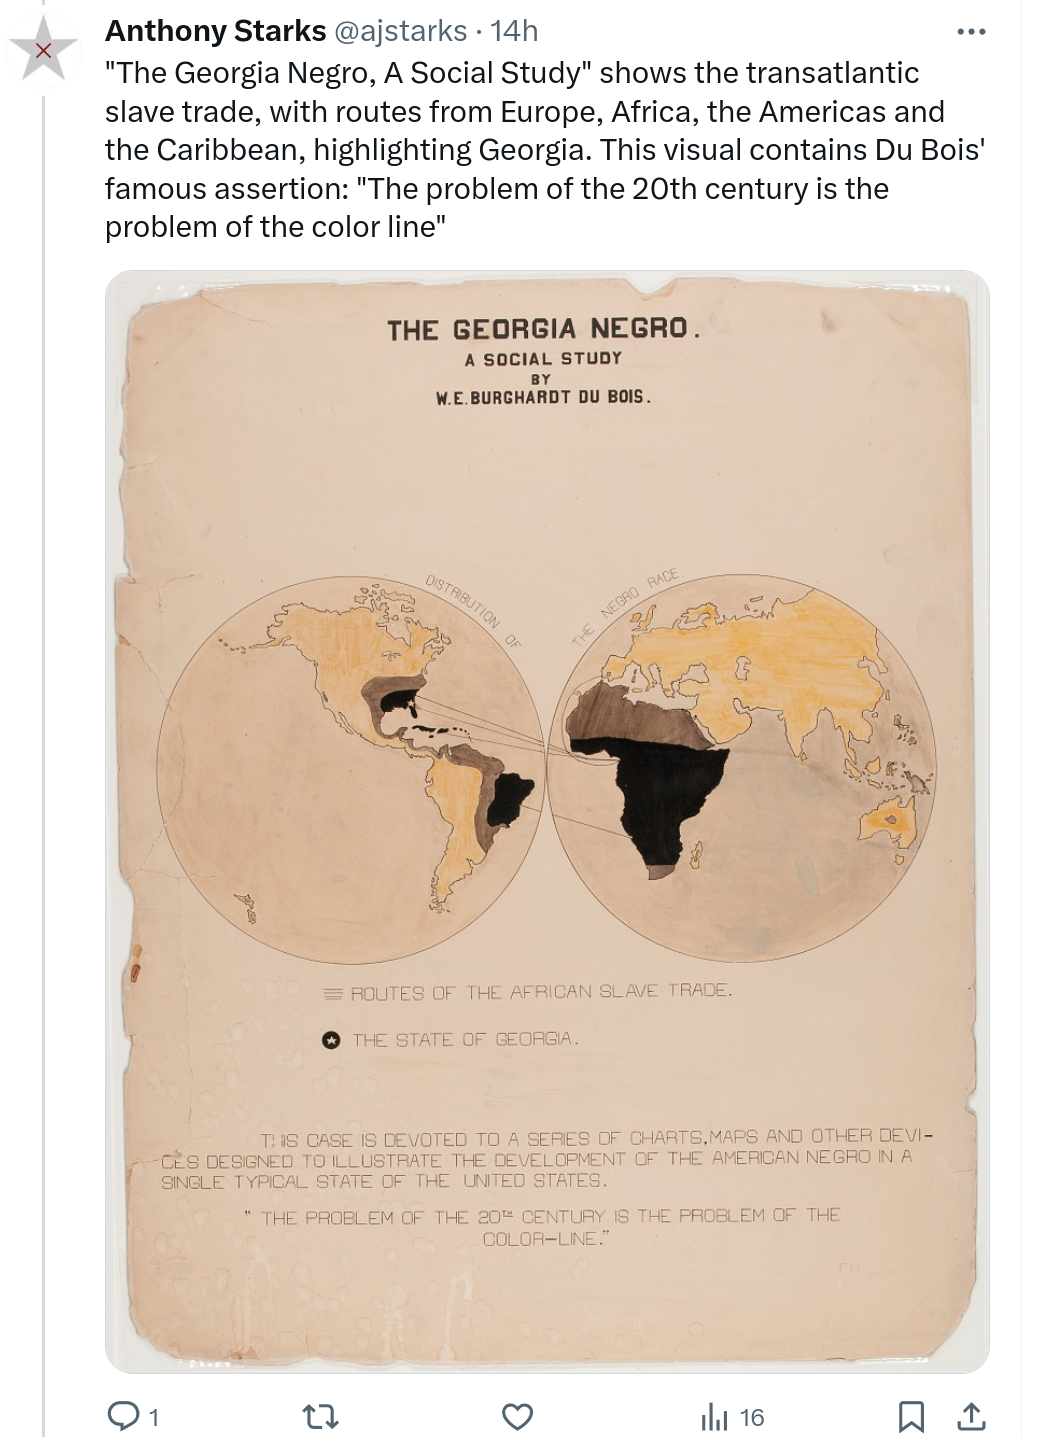 Anthony Starks @ajstarks · 14h
"The Georgia Negro, A Social Study" shows the transatlantic
slave trade, with routes from Europe, Africa, the Americas and
the Caribbean, highlighting Georgia. This visual contains Du Bois'
famous assertion: "The problem of the 20th century is the
problem of the color line"
THE GEORGIA NEGRO.
A SOCIAL STUDY
BY
W.E.BURGHARDT DU BOIS.
DISTRIBUTION OF
THE NEGRO RACE
ROUTES OF THE AFRICAN SLAVE TRADE.
THE STATE OF GEORGIA.
THIS CASE IS DEVOTED TO A SERIES OF CHARTS, MAPS AND OTHER DEVI-
CES DESIGNED TO ILLUSTRATE THE DEVELOPMENT OF THE AMERICAN NEGRO IN A
SINGLE TYPICAL STATE OF THE UNITED STATES.
" THE PROBLEM OF THE 20TH CENTURY IS THE PROBLEM OF THE
COLOR-LINE."
1
16